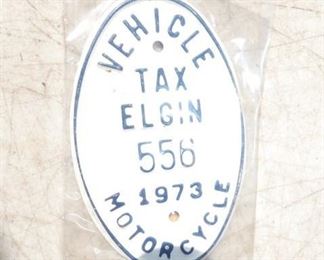 VEHICLE
TAX
ELGIN
556
1973
MOTORCYCLE